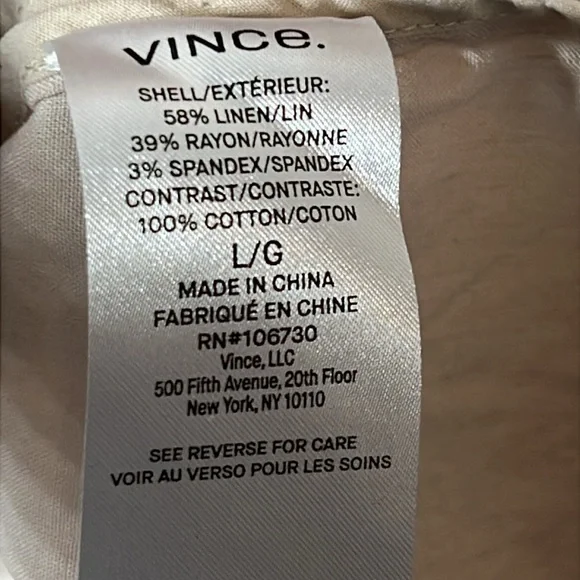 VINCE.
SHELL/EXTÉRIEUR:
58% LINEN/LIN
39% RAYON/RAYONNE
3% SPANDEX/SPANDEX
CONTRAST/CONTRASTE:
100% COTTON/COTON
L/G
MADE IN CHINA
FABRIQUÉ EN CHINE
RN#106730
Vince, LLC
500 Fifth Avenue, 20th Floor
New York, NY 10110
SEE REVERSE FOR CARE
VOIR AU VERSO POUR LES SOINS